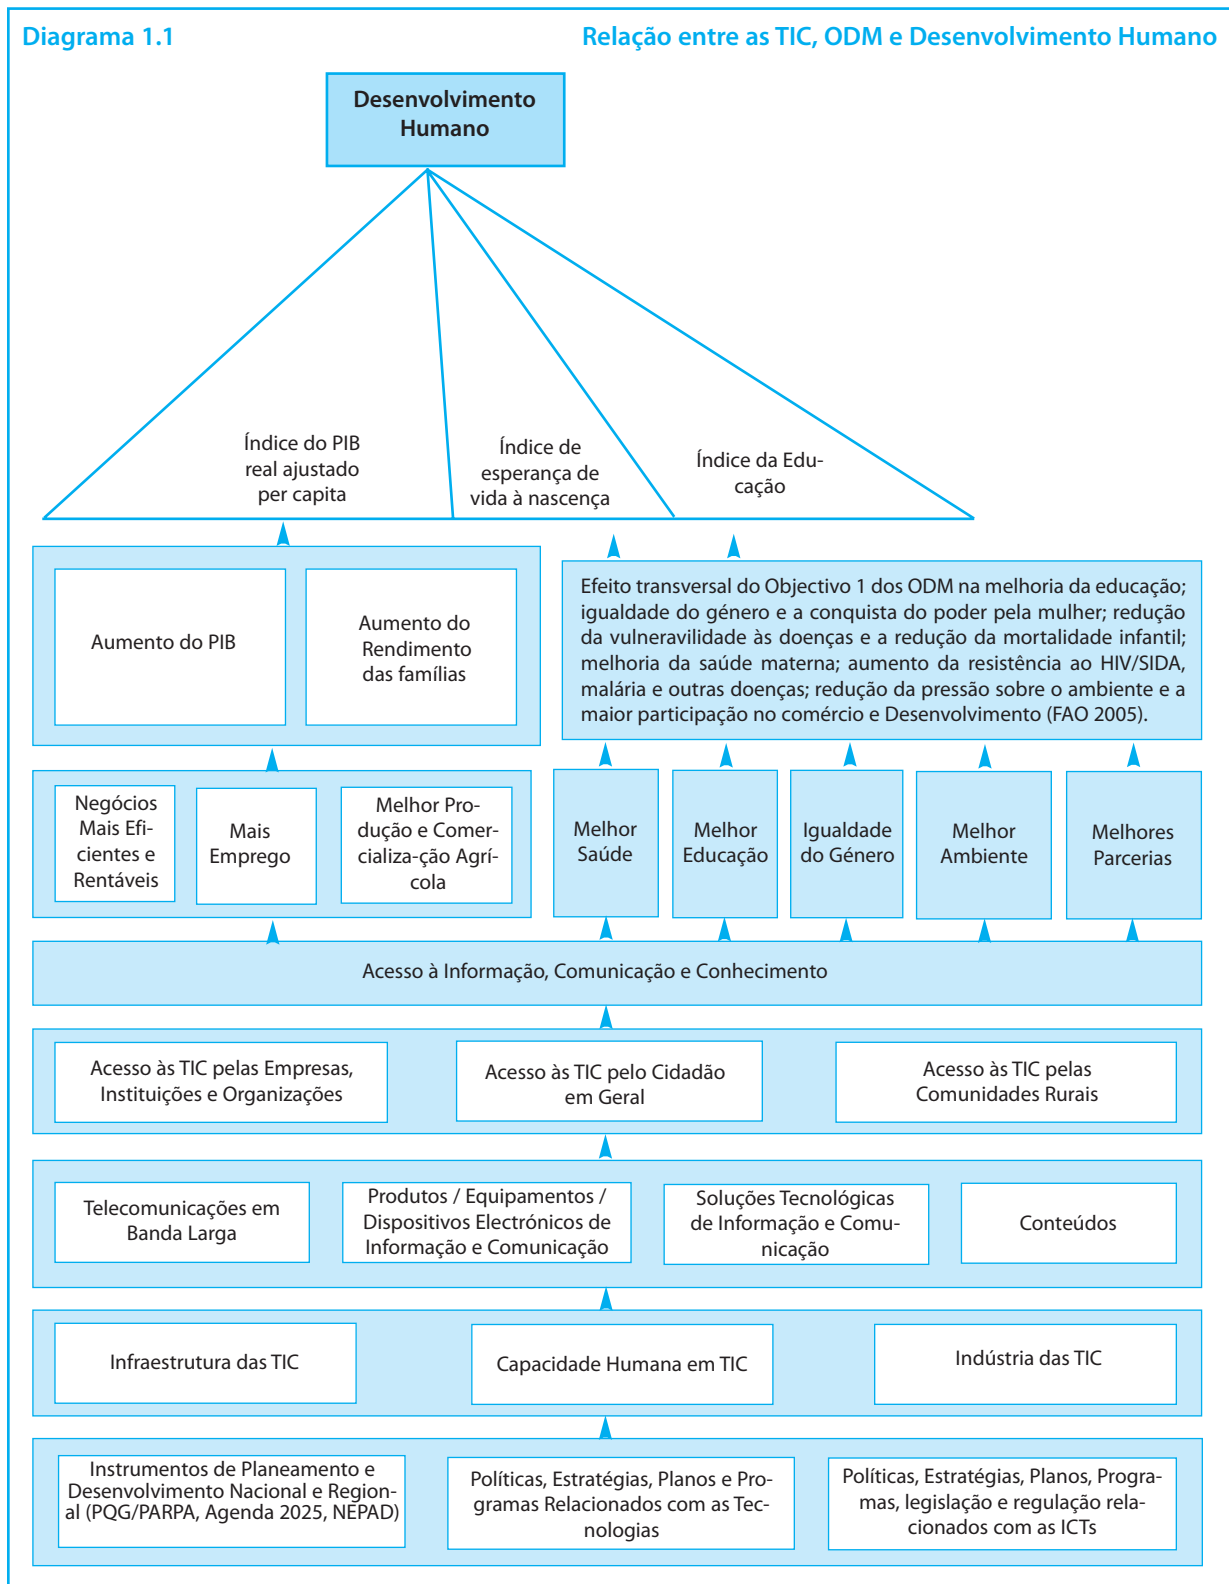 Diagrama 1.1
Relação entre as TIC, ODM e Desenvolvimento Humano
Desenvolvimento
Humano
Índice do PIB
real ajustado
per capita
Índice de
esperança de
vida à nascença
Índice da Edu-
cação
Aumento do PIB
Aumento do
Rendimento
das famílias
Efeito transversal do Objectivo 1 dos ODM na melhoria da educação;
igualdade do género e a conquista do poder pela mulher; redução
da vulneravilidade às doenças e a redução da mortalidade infantil;
melhoria da saúde materna; aumento da resistência ao HIV/SIDA,
malária e outras doenças; redução da pressão sobre o ambiente e a
maior participação no comércio e Desenvolvimento (FAO 2005).
Negócios
Mais Efi-
cientes e
Rentáveis
Mais
Emprego
Melhor Pro-
dução e Comer-
cializa-ção Agrí-
cola
Melhor
Saúde
Melhor
Educação
Igualdade
do Género
Melhor
Ambiente
Melhores
Parcerias
Acesso à Informação, Comunicação e Conhecimento
Acesso às TIC pelas Empresas,
Instituições e Organizações
Acesso às TIC pelo Cidadão
em Geral
Acesso às TIC pelas
Comunidades Rurais
Telecomunicações em
Banda Larga
Produtos / Equipamentos /
Dispositivos Electrónicos de
Informação e Comunicação
Soluções Tecnológicas
de Informação e Comu-
nicação
Conteúdos
Infraestrutura das TIC
Capacidade Humana em TIC
Indústria das TIC
Instrumentos de Planeamento e
Desenvolvimento Nacional e Region-
al (PQG/PARPA, Agenda 2025, NEPAD)
Políticas, Estratégias, Planos e Pro-
gramas Relacionados com as Tec-
nologias
Políticas, Estratégias, Planos, Progra-
mas, legislação e regulação rela-
cionados com as ICTs